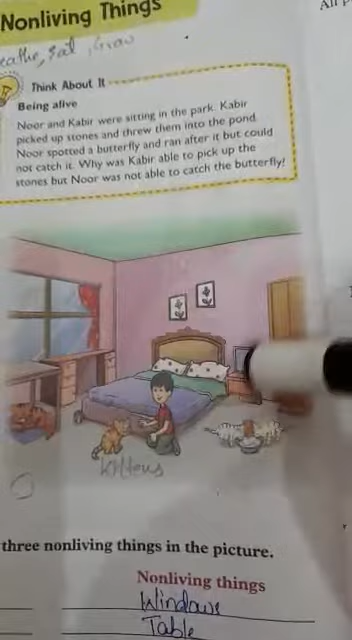 Nonliving Things
eathe, Eat, Grow
Think About It
Being alive
Noor and Kabir were sitting in the park. Kabir
picked up stones and threw them into the pond.
Noor spotted a butterfly and ran after it but could
not catch it. Why was Kabir able to pick up the
stones but Noor was not able to catch the butterfly?
Kittens
three nonliving things in the picture.
Nonliving things
Windows
Table